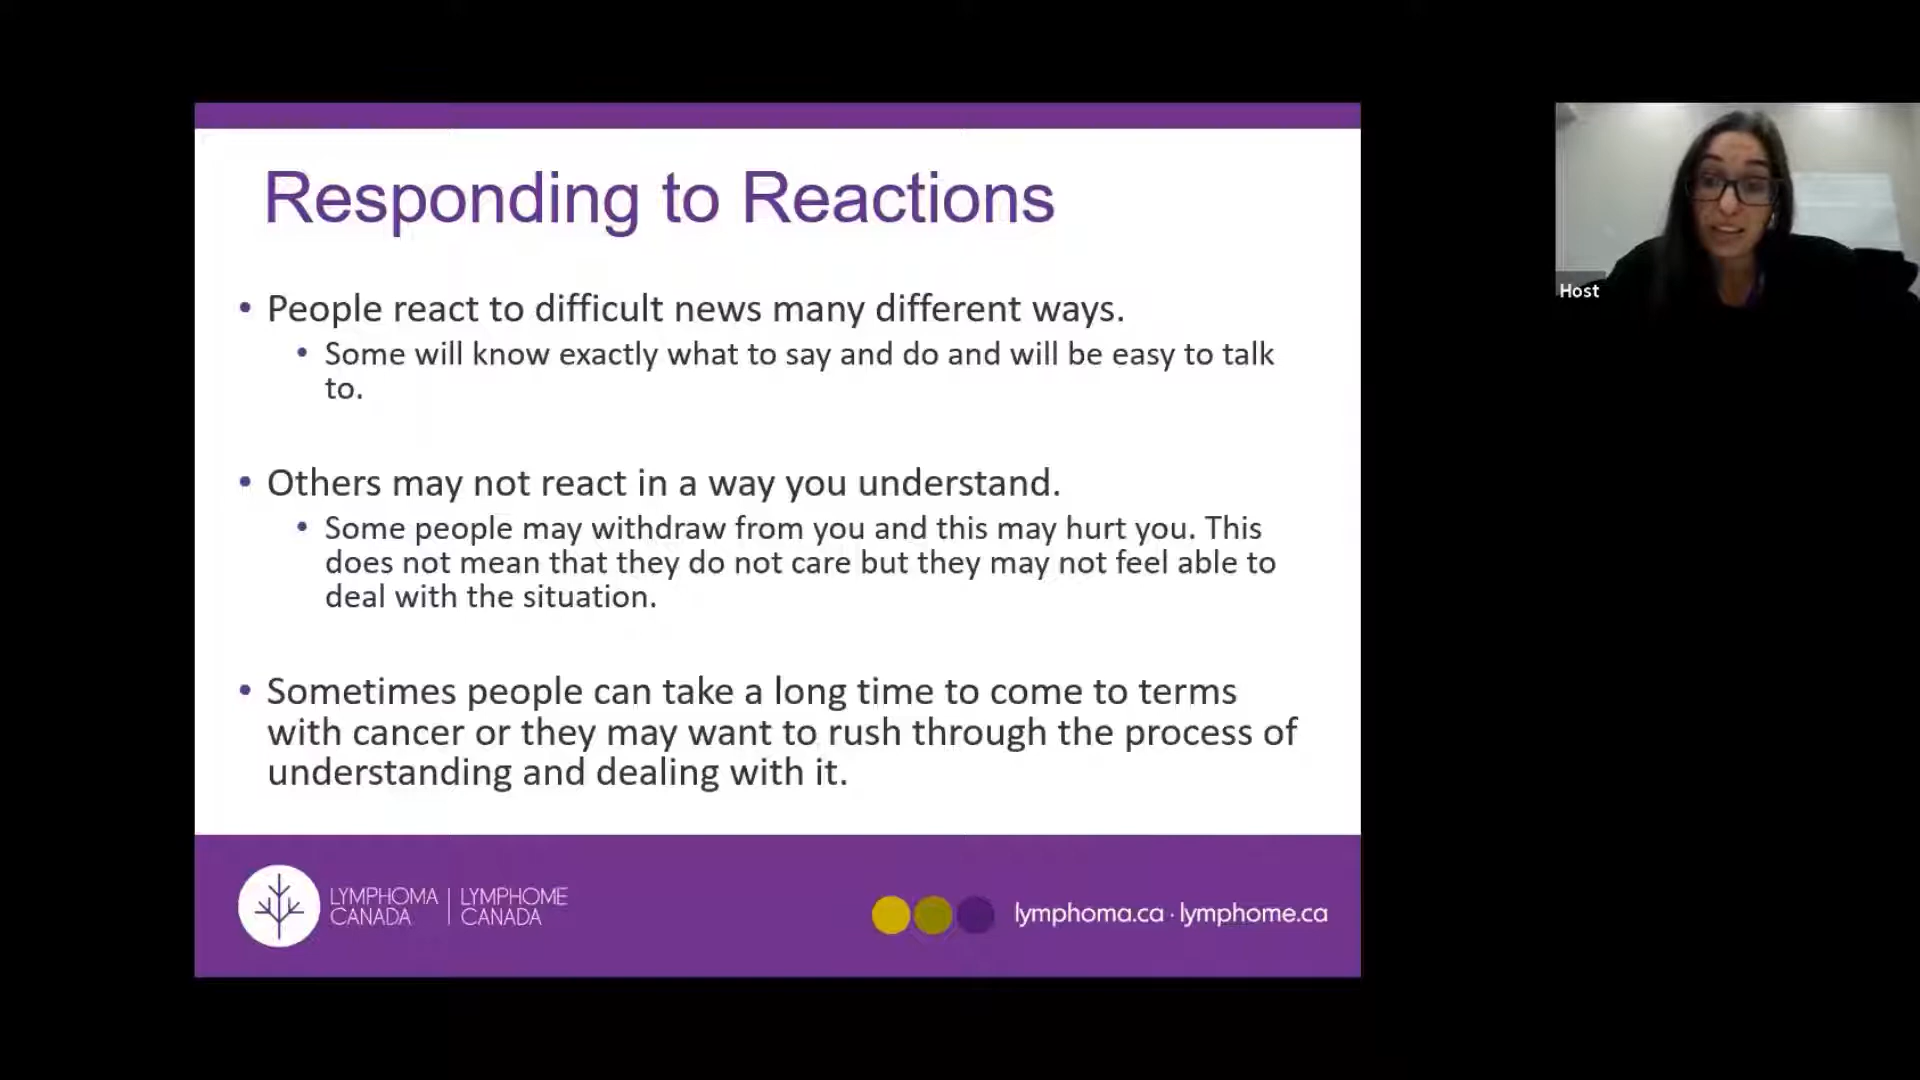 Responding to Reactions
• People react to difficult news many different ways.
• Some will know exactly what to say and do and will be easy to talk
to.
• Others may not react in a way you understand.
• Some people may withdraw from you and this may hurt you. This
does not mean that they do not care but they may not feel able to
deal with the situation.
• Sometimes people can take a long time to come to terms
with cancer or they may want to rush through the process of
understanding and dealing with it.
LYMPHOMA | LYMPHOME
CANADA | CANADA
lymphoma.ca · lymphome.ca
Host